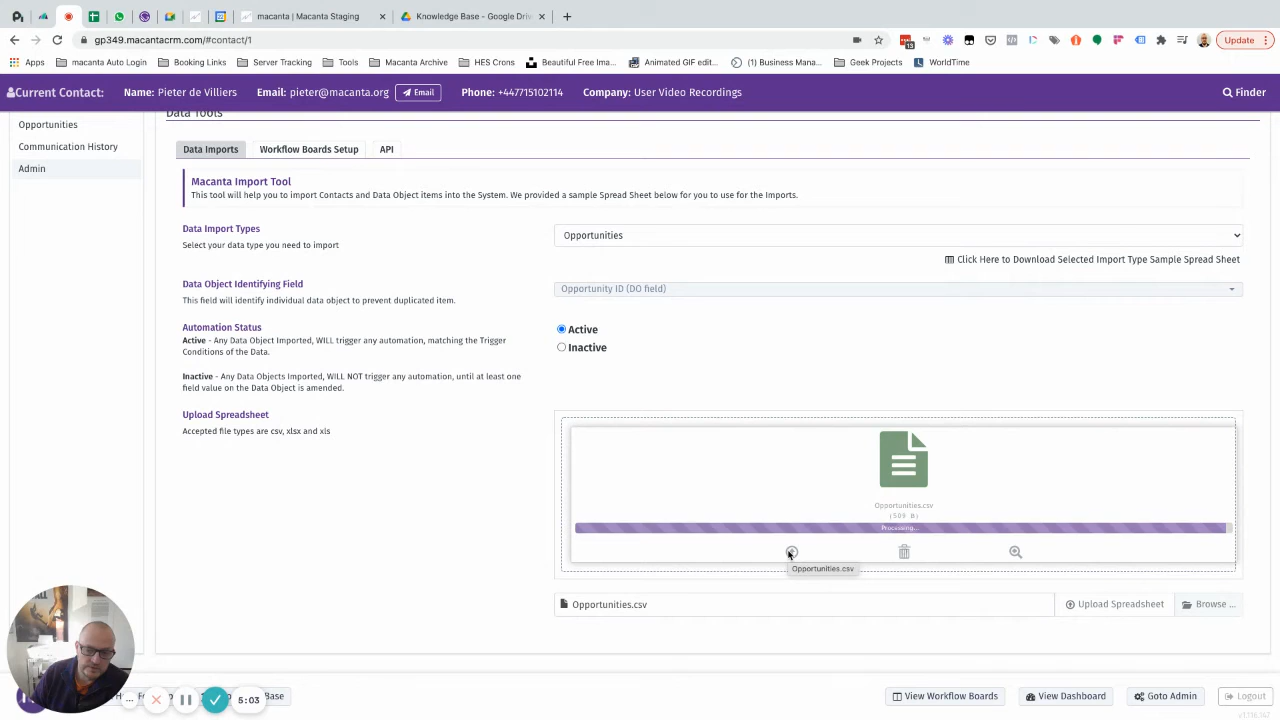 macanta | Macanta Staging
Knowledge Base - Google Dri
gp349.macantacrm.com/#contact/1
13
Update
Apps
macanta Auto Login
Booking Links
Server Tracking
Tools
Macanta Archive
HES Crons
Beautiful Free Ima...
Animated GIF edit...
(1) Business Mana...
Geek Projects
WorldTime
Current Contact:
Name: Pieter de Villiers
Email: pieter@macanta.org
Email
Phone: +447715102114
Company: User Video Recordings
Finder
Opportunities
Communication History
Admin
Data Tools
Data Imports
Workflow Boards Setup
API
Macanta Import Tool
This tool will help you to import Contacts and Data Object items into the System. We provided a sample Spread Sheet below for you to use for the Imports.
Data Import Types
Select your data type you need to import
Opportunities
Click Here to Download Selected Import Type Sample Spread Sheet
Data Object Identifying Field
This field will identify individual data object to prevent duplicated item.
Opportunity ID (DO field)
Automation Status
Active - Any Data Object Imported, WILL trigger any automation, matching the Trigger
Conditions of the Data.
Inactive - Any Data Objects Imported, WILL NOT trigger any automation, until at least one
field value on the Data Object is amended.
Active
Inactive
Upload Spreadsheet
Accepted file types are csv, xlsx and xls
Opportunities.csv
(509 B)
Processing...
Opportunities.csv
Opportunities.csv
Upload Spreadsheet
Browse ...
5:03
Base
View Workflow Boards
View Dashboard
Goto Admin
Logout